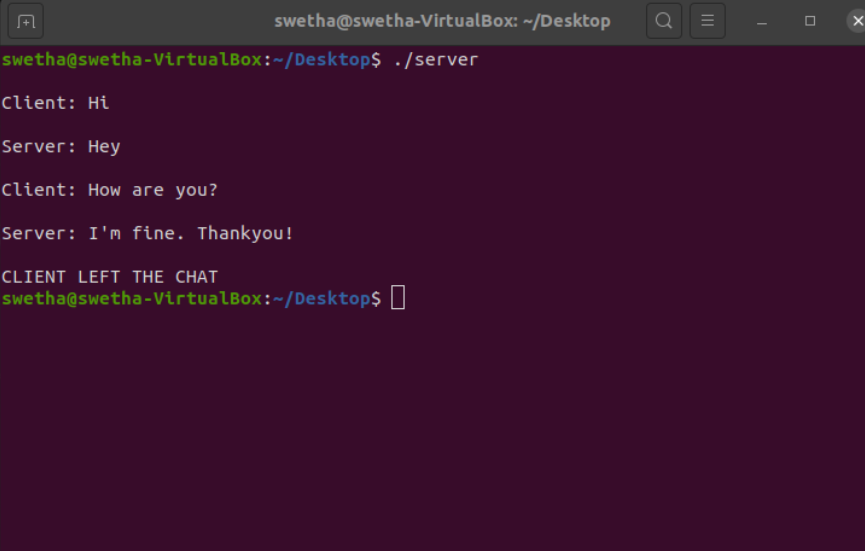 swetha@swetha-VirtualBox: ~/Desktop
swetha@swetha-VirtualBox:~/Desktop$ ./server
Client: Hi
Server: Hey
Client: How are you?
Server: I'm fine. Thankyou!
CLIENT LEFT THE CHAT
swetha@swetha-VirtualBox:~/Desktop$